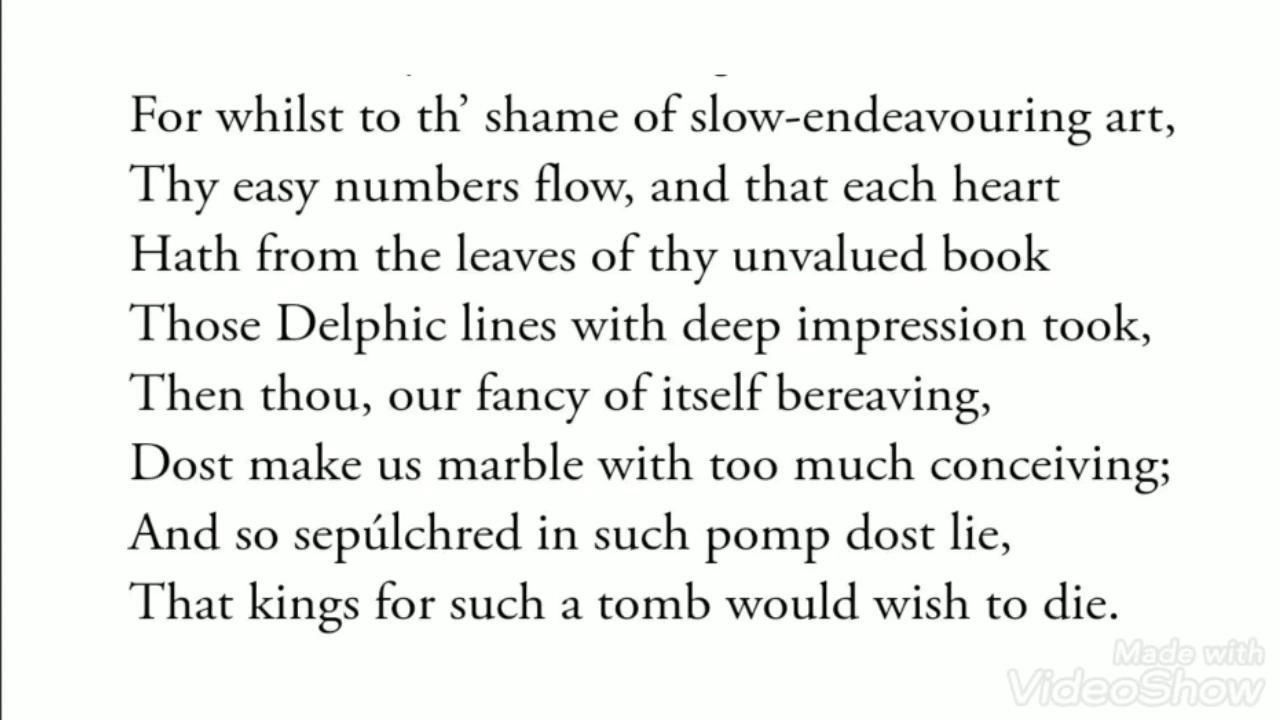 For whilst to th’ shame of slow-endeavouring art,
Thy easy numbers flow, and that each heart
Hath from the leaves of thy unvalued book
Those Delphic lines with deep impression took,
Then thou, our fancy of itself bereaving,
Dost make us marble with too much conceiving;
And so sepúlchred in such pomp dost lie,
That kings for such a tomb would wish to die.
Made with
VideoShow